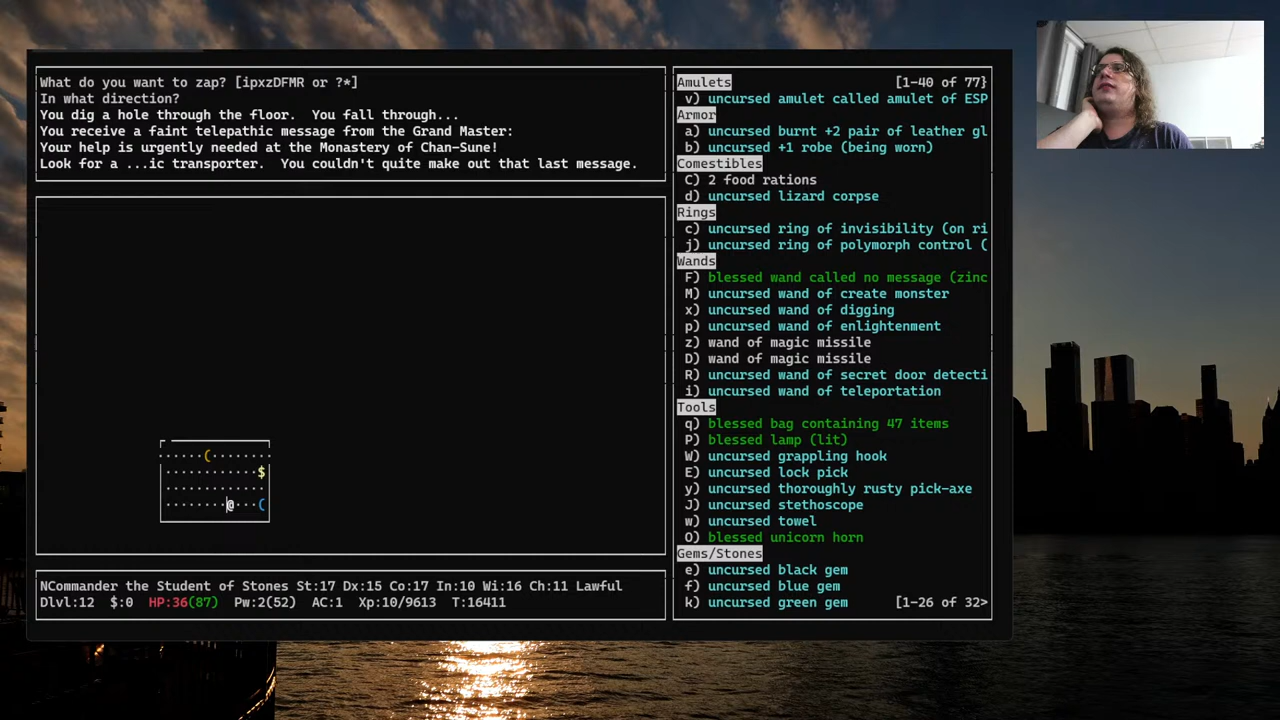 What do you want to zap? [ipxzDFMR or ?*]
In what direction?
You dig a hole through the floor.  You fall through...
You receive a faint telepathic message from the Grand Master:
Your help is urgently needed at the Monastery of Chan-Sune!
Look for a ...ic transporter.  You couldn't quite make out that last message.
······(·······
············$
············
········@···(
NCommander the Student of Stones St:17 Dx:15 Co:17 In:10 Wi:16 Ch:11 Lawful
Dlvl:12  $:0  HP:36(87)  Pw:2(52)  AC:1  Xp:10/9613  T:16411
Amulets [1-40 of 77}
v) uncursed amulet called amulet of ESP
Armor
a) uncursed burnt +2 pair of leather gl
b) uncursed +1 robe (being worn)
Comestibles
C) 2 food rations
d) uncursed lizard corpse
Rings
c) uncursed ring of invisibility (on ri
j) uncursed ring of polymorph control (
Wands
F) blessed wand called no message (zinc
M) uncursed wand of create monster
x) uncursed wand of digging
p) uncursed wand of enlightenment
z) wand of magic missile
D) wand of magic missile
R) uncursed wand of secret door detecti
i) uncursed wand of teleportation
Tools
q) blessed bag containing 47 items
P) blessed lamp (lit)
W) uncursed grappling hook
E) uncursed lock pick
y) uncursed thoroughly rusty pick-axe
J) uncursed stethoscope
w) uncursed towel
O) blessed unicorn horn
Gems/Stones
e) uncursed black gem
f) uncursed blue gem
k) uncursed green gem [1-26 of 32>